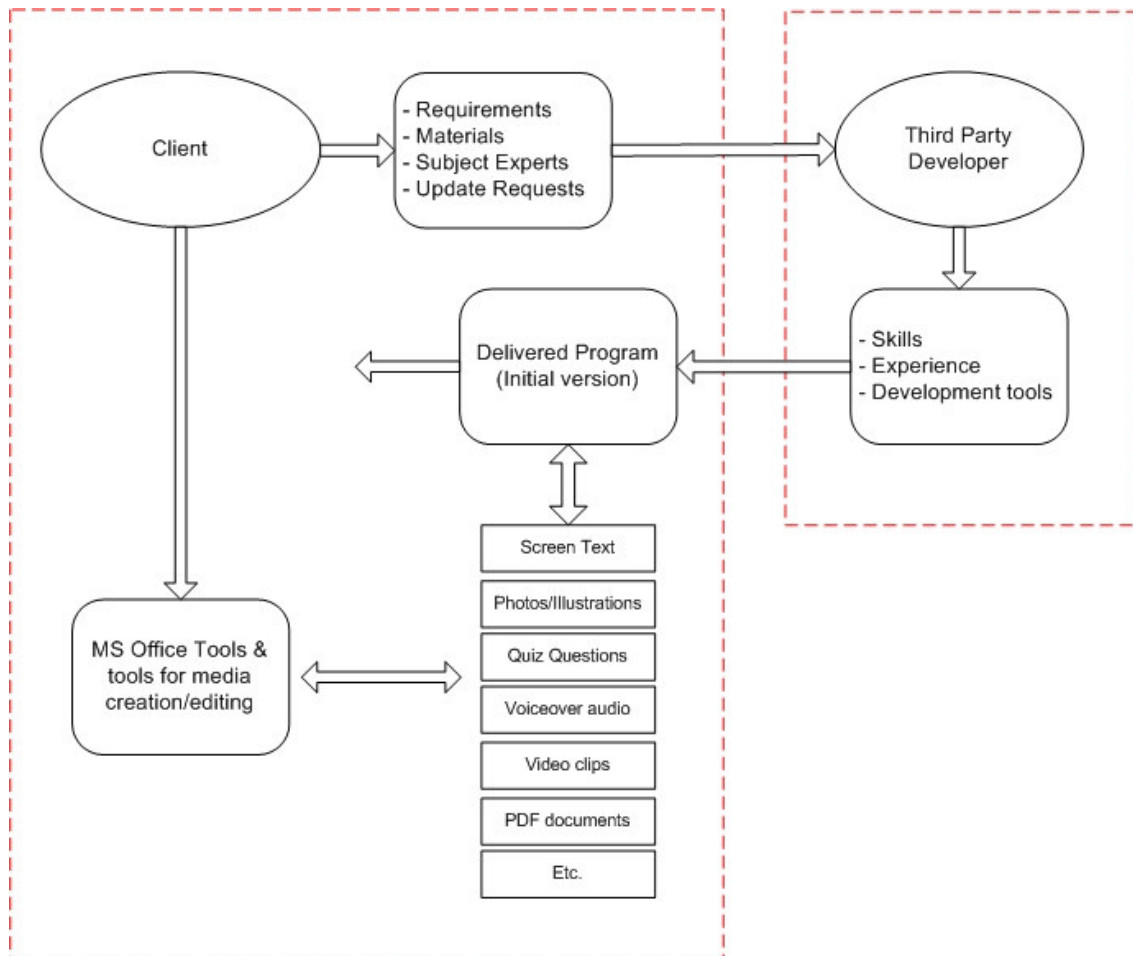 Client
- Requirements
- Materials
- Subject Experts
- Update Requests
Third Party
Developer
Delivered Program
(Initial version)
- Skills
- Experience
- Development tools
MS Office Tools &
tools for media
creation/editing
Screen Text
Photos/Illustrations
Quiz Questions
Voiceover audio
Video clips
PDF documents
Etc.